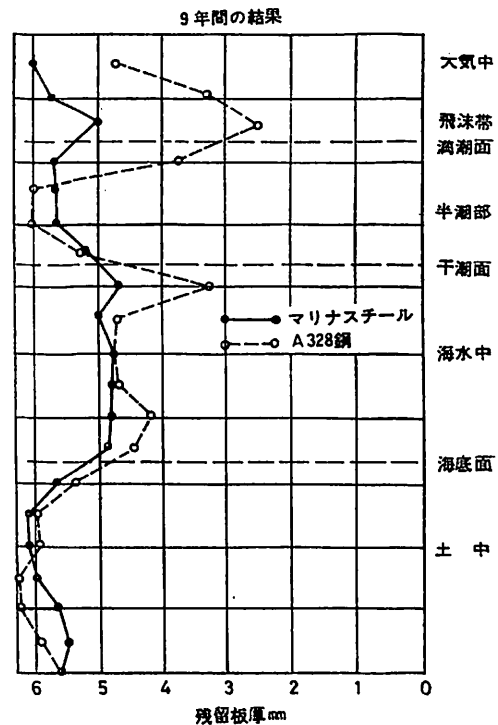 9年間の結果
大気中
飛沫帯
満潮面
半潮部
干潮面
マリナスチール
A328鋼
海水中
海底面
土 中
6 5 4 3 2 1 0
残留板厚mm